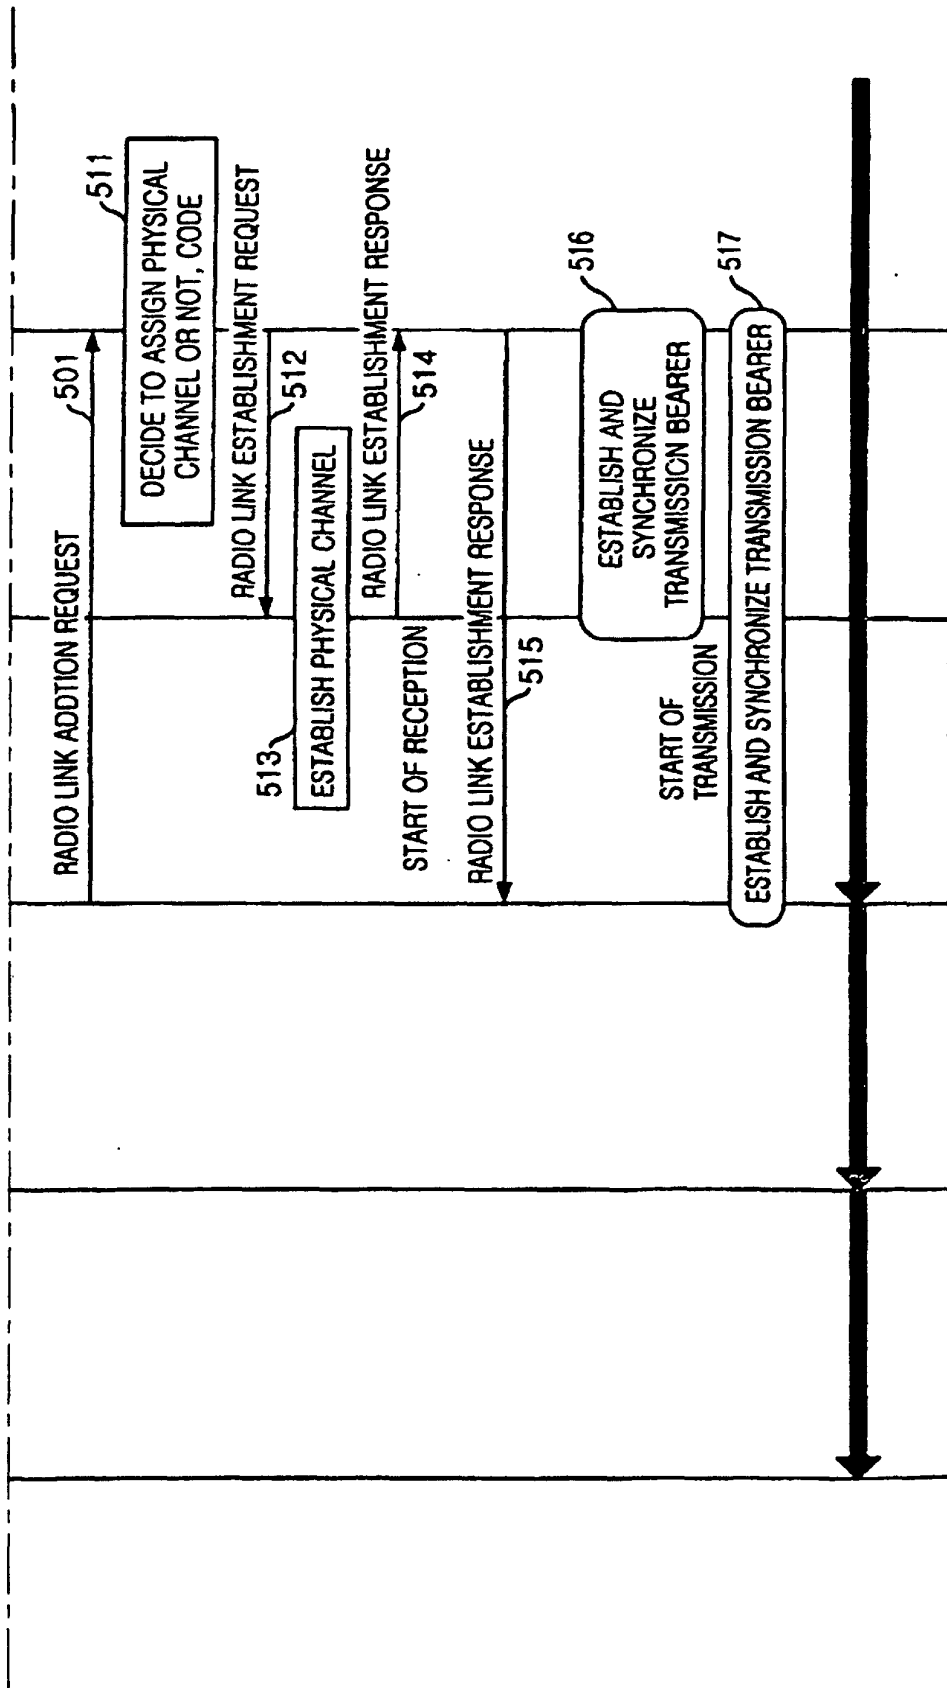 RADIO LINK ADDTION REQUEST
501
511
DECIDE TO ASSIGN PHYSICAL
CHANNEL OR NOT, CODE
RADIO LINK ESTABLISHMENT REQUEST
512
513
ESTABLISH PHYSICAL CHANNEL
RADIO LINK ESTABLISHMENT RESPONSE
514
START OF RECEPTION
RADIO LINK ESTABLISHMENT RESPONSE
515
516
ESTABLISH AND
SYNCHRONIZE
TRANSMISSION BEARER
START OF
TRANSMISSION
517
ESTABLISH AND SYNCHRONIZE TRANSMISSION BEARER